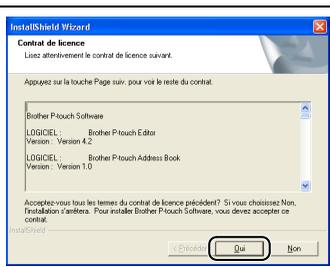 InstallShield Wizard
Contrat de licence
Lisez attentivement le contrat de licence suivant.
Appuyez sur la touche Page suiv. pour voir le reste du contrat.
Brother P-touch Software
LOGICIEL : Brother P-touch Editor
Version : Version 4.2
LOGICIEL : Brother P-touch Address Book
Version : Version 1.0
Acceptez-vous tous les termes du contrat de licence précédent? Si vous choisissez Non,
l'installation s'arrêtera. Pour installer Brother P-touch Software, vous devez accepter ce
contrat.
InstallShield
< Précédent Oui Non